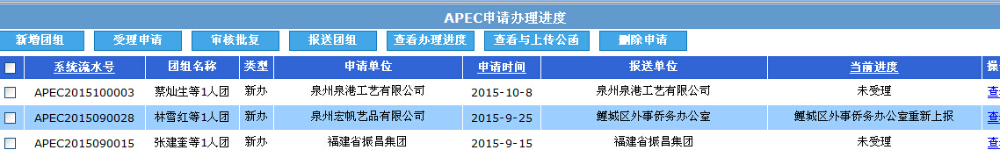 APEC申请办理进度
新增团组 受理申请 审核批复 报送团组 查看办理进度 查看与上传公函 删除申请
系统流水号 团组名称 类型 申请单位 申请时间 报送单位 当前进度 操
APEC2015100003 蔡灿生等1人团 新办 泉州泉港工艺有限公司 2015-10-8 泉州泉港工艺有限公司 未受理 查
APEC2015090028 林雪红等1人团 新办 泉州宏帆艺品有限公司 2015-9-25 鲤城区外事侨务办公室 鲤城区外事侨务办公室重新上报 查
APEC2015090015 张建奎等1人团 新办 福建省振昌集团 2015-9-15 福建省振昌集团 未受理 查